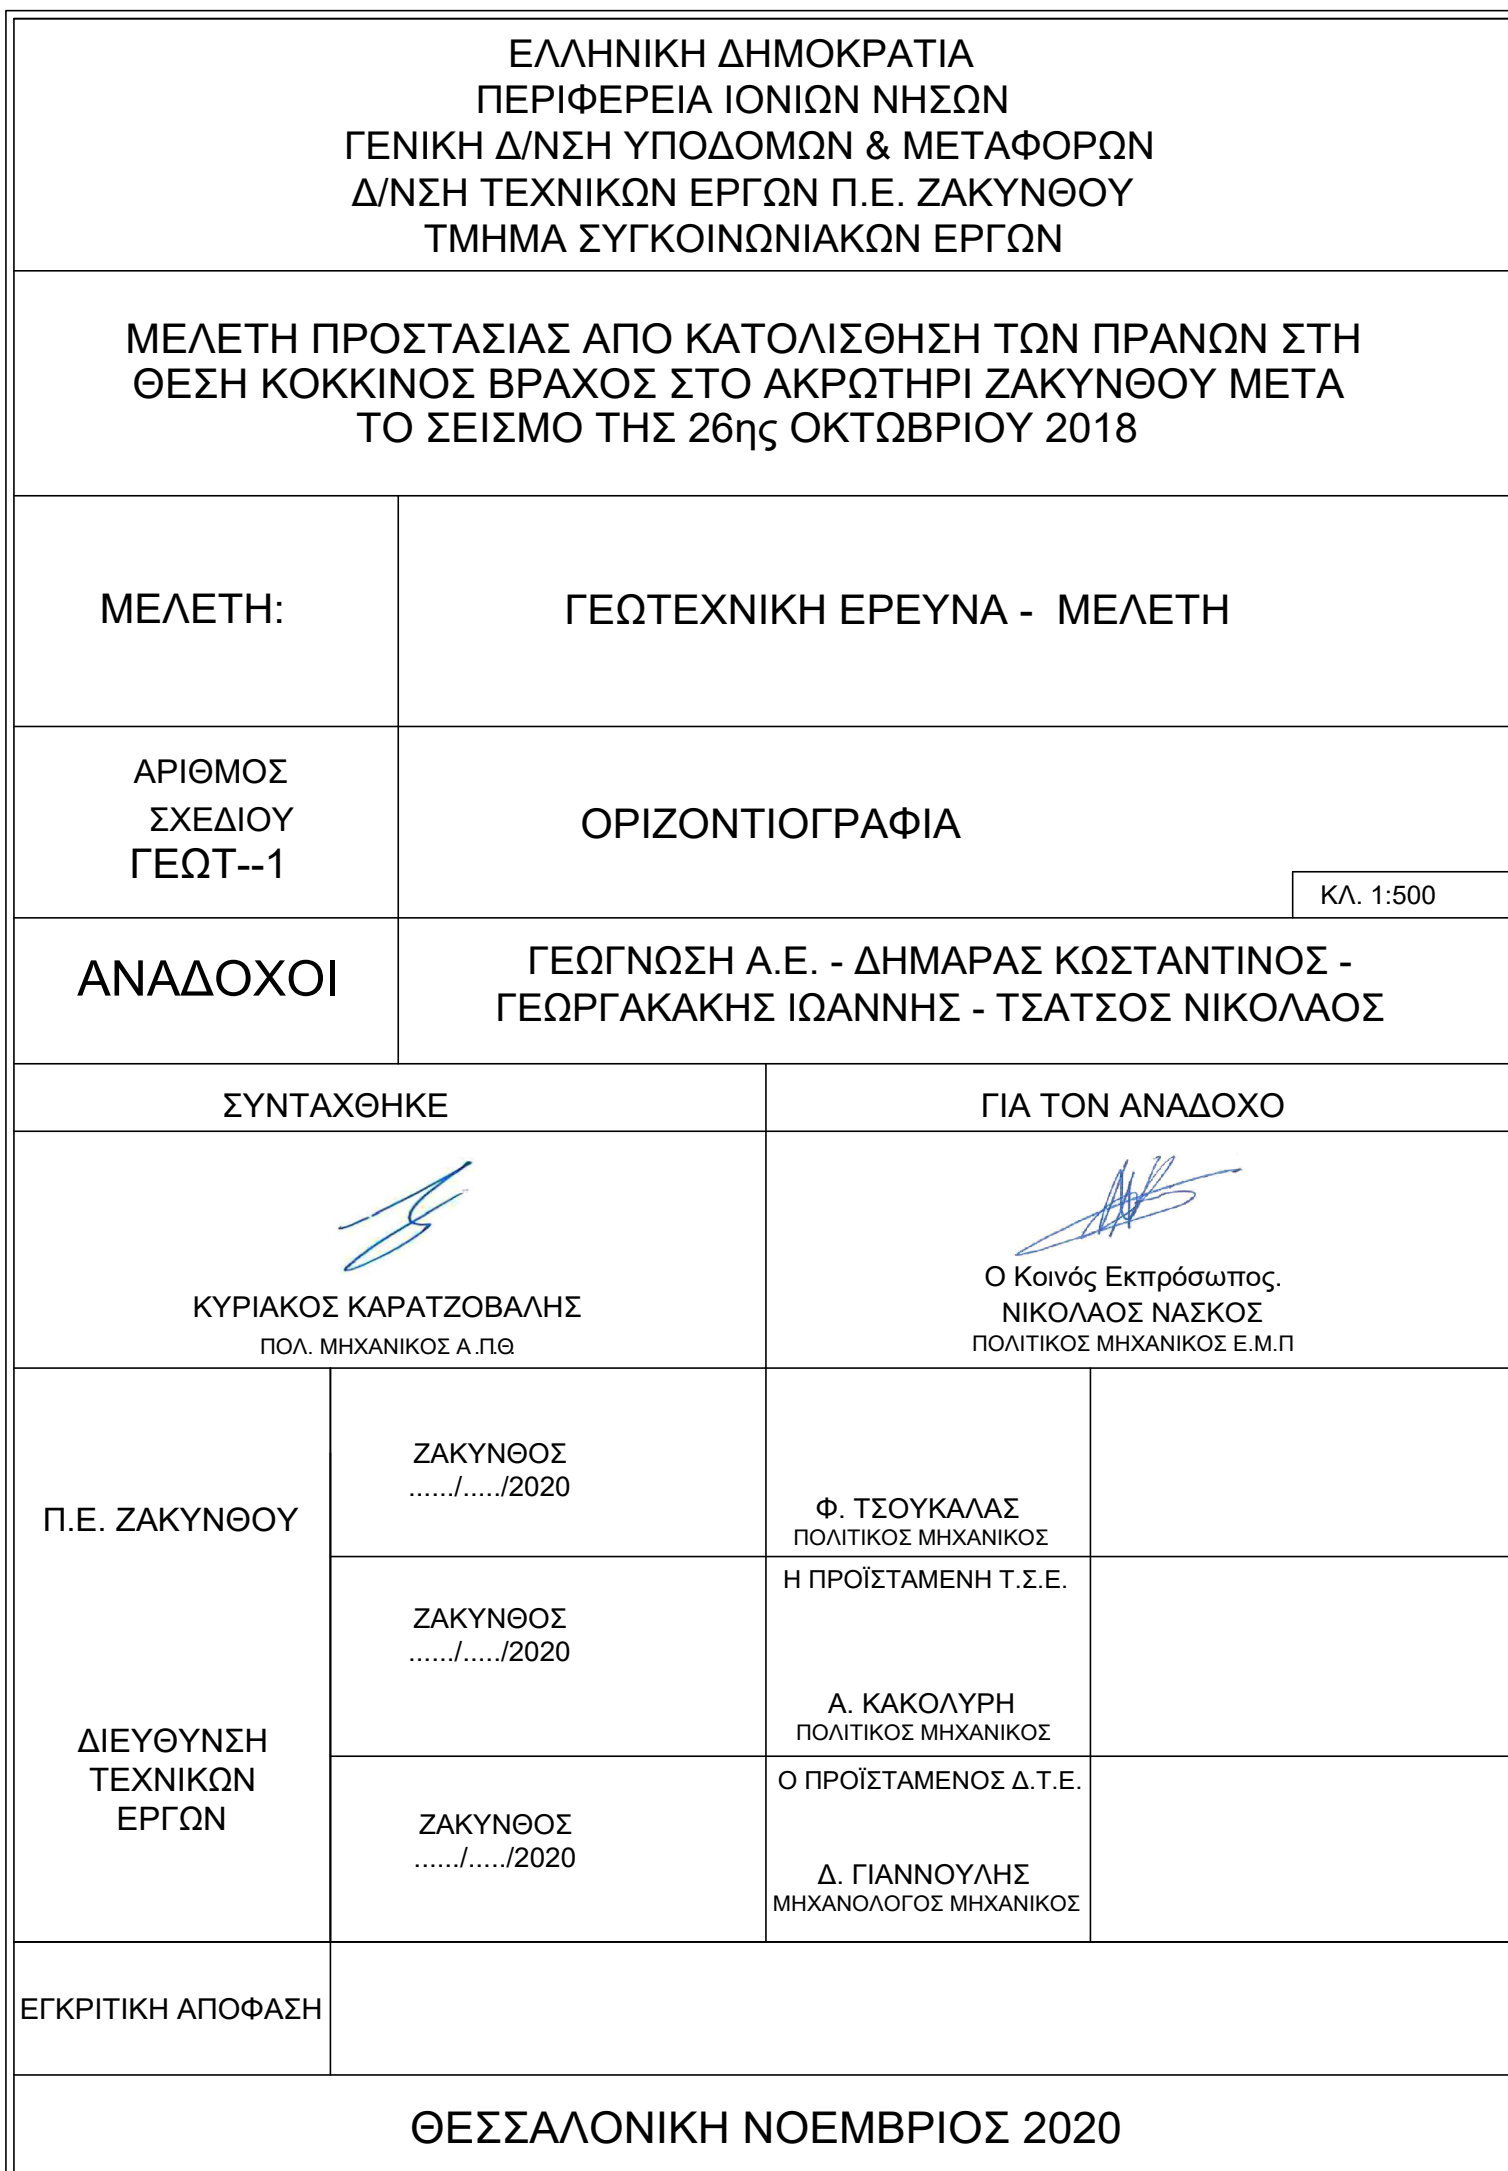 ΕΛΛΗΝΙΚΗ ΔΗΜΟΚΡΑΤΙΑ
ΠΕΡΙΦΕΡΕΙΑ ΙΟΝΙΩΝ ΝΗΣΩΝ
ΓΕΝΙΚΗ Δ/ΝΣΗ ΥΠΟΔΟΜΩΝ & ΜΕΤΑΦΟΡΩΝ
Δ/ΝΣΗ ΤΕΧΝΙΚΩΝ ΕΡΓΩΝ Π.Ε. ΖΑΚΥΝΘΟΥ
ΤΜΗΜΑ ΣΥΓΚΟΙΝΩΝΙΑΚΩΝ ΕΡΓΩΝ
ΜΕΛΕΤΗ ΠΡΟΣΤΑΣΙΑΣ ΑΠΟ ΚΑΤΟΛΙΣΘΗΣΗ ΤΩΝ ΠΡΑΝΩΝ ΣΤΗ
ΘΕΣΗ ΚΟΚΚΙΝΟΣ ΒΡΑΧΟΣ ΣΤΟ ΑΚΡΩΤΗΡΙ ΖΑΚΥΝΘΟΥ ΜΕΤΑ
ΤΟ ΣΕΙΣΜΟ ΤΗΣ 26ης ΟΚΤΩΒΡΙΟΥ 2018
ΜΕΛΕΤΗ:
ΓΕΩΤΕΧΝΙΚΗ ΕΡΕΥΝΑ - ΜΕΛΕΤΗ
ΑΡΙΘΜΟΣ
ΣΧΕΔΙΟΥ
ΓΕΩΤ--1
ΟΡΙΖΟΝΤΙΟΓΡΑΦΙΑ
ΚΛ. 1:500
ΑΝΑΔΟΧΟΙ
ΓΕΩΓΝΩΣΗ Α.Ε. - ΔΗΜΑΡΑΣ ΚΩΣΤΑΝΤΙΝΟΣ -
ΓΕΩΡΓΑΚΑΚΗΣ ΙΩΑΝΝΗΣ - ΤΣΑΤΣΟΣ ΝΙΚΟΛΑΟΣ
ΣΥΝΤΑΧΘΗΚΕ
ΓΙΑ ΤΟΝ ΑΝΑΔΟΧΟ
ΚΥΡΙΑΚΟΣ ΚΑΡΑΤΖΟΒΑΛΗΣ
ΠΟΛ. ΜΗΧΑΝΙΚΟΣ Α.Π.Θ.
Ο Κοινός Εκπρόσωπος.
ΝΙΚΟΛΑΟΣ ΝΑΣΚΟΣ
ΠΟΛΙΤΙΚΟΣ ΜΗΧΑΝΙΚΟΣ Ε.Μ.Π
Π.Ε. ΖΑΚΥΝΘΟΥ
ΖΑΚΥΝΘΟΣ
....../...../2020
Φ. ΤΣΟΥΚΑΛΑΣ
ΠΟΛΙΤΙΚΟΣ ΜΗΧΑΝΙΚΟΣ
ΖΑΚΥΝΘΟΣ
....../...../2020
Η ΠΡΟΪΣΤΑΜΕΝΗ Τ.Σ.Ε.
Α. ΚΑΚΟΛΥΡΗ
ΠΟΛΙΤΙΚΟΣ ΜΗΧΑΝΙΚΟΣ
ΔΙΕΥΘΥΝΣΗ
ΤΕΧΝΙΚΩΝ
ΕΡΓΩΝ
ΖΑΚΥΝΘΟΣ
....../...../2020
Ο ΠΡΟΪΣΤΑΜΕΝΟΣ Δ.Τ.Ε.
Δ. ΓΙΑΝΝΟΥΛΗΣ
ΜΗΧΑΝΟΛΟΓΟΣ ΜΗΧΑΝΙΚΟΣ
ΕΓΚΡΙΤΙΚΗ ΑΠΟΦΑΣΗ
ΘΕΣΣΑΛΟΝΙΚΗ ΝΟΕΜΒΡΙΟΣ 2020